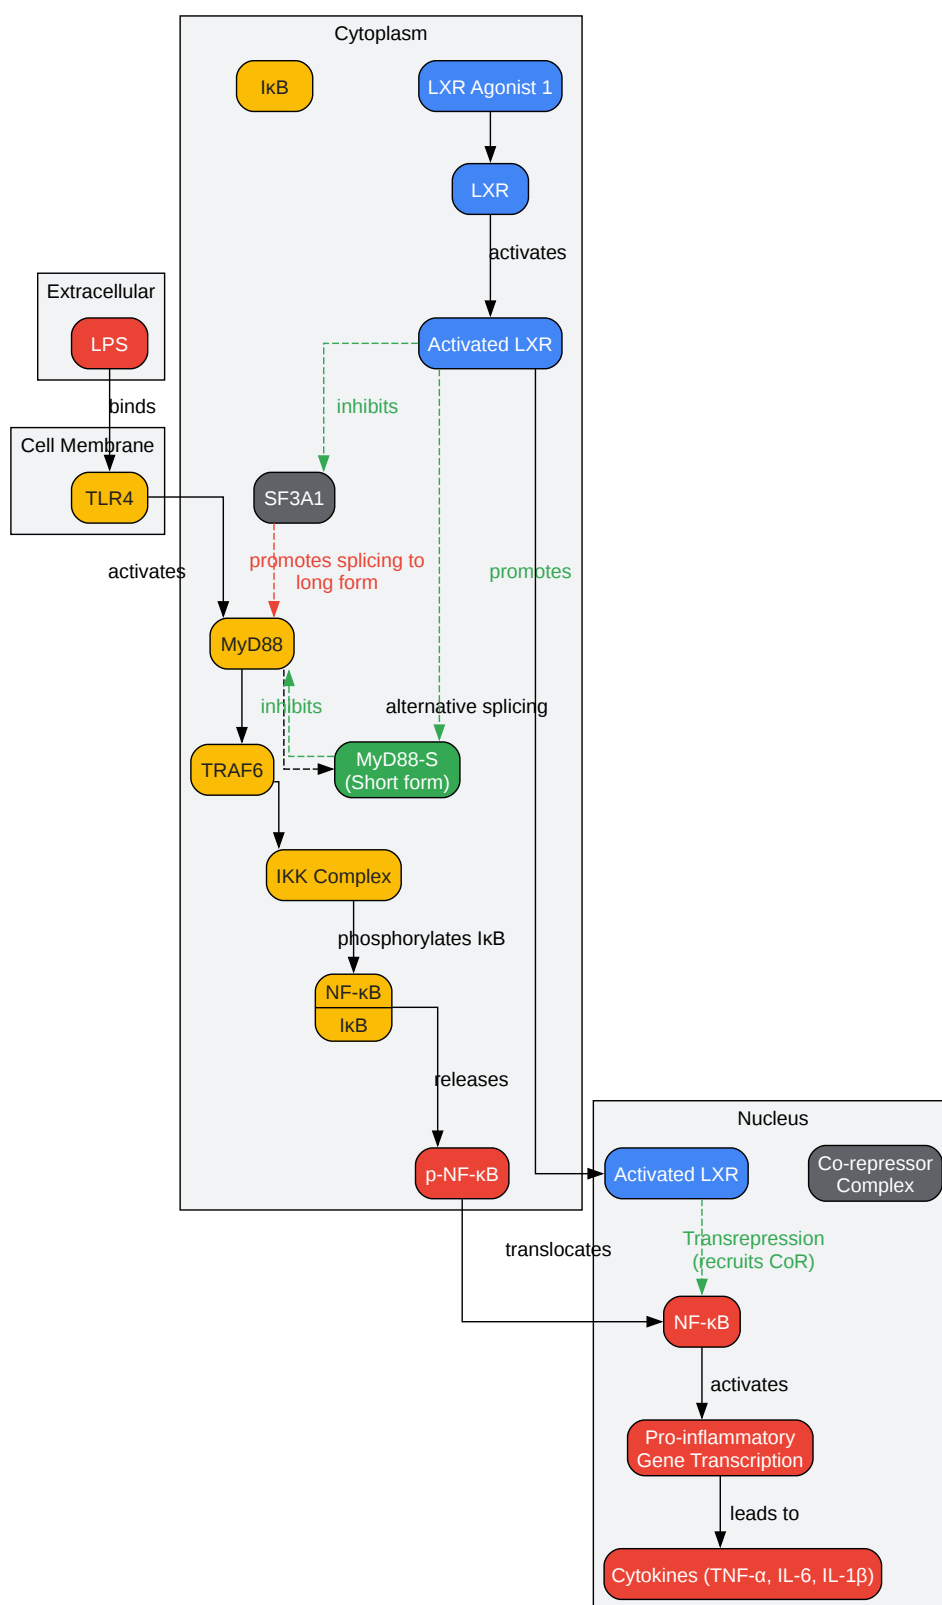 Cytoplasm
IκB
LXR Agonist 1
LXR
activates
Extracellular
LPS
Activated LXR
binds
inhibits
Cell Membrane
TLR4
SF3A1
activates
promotes splicing to
long form
promotes
MyD88
inhibits
alternative splicing
TRAF6
MyD88-S
(Short form)
IKK Complex
phosphorylates IκB
NF-κB
IκB
releases
Nucleus
p-NF-κB
Activated LXR
Co-repressor
Complex
translocates
Transrepression
(recruits CoR)
NF-κB
activates
Pro-inflammatory
Gene Transcription
leads to
Cytokines (TNF-α, IL-6, IL-1β)